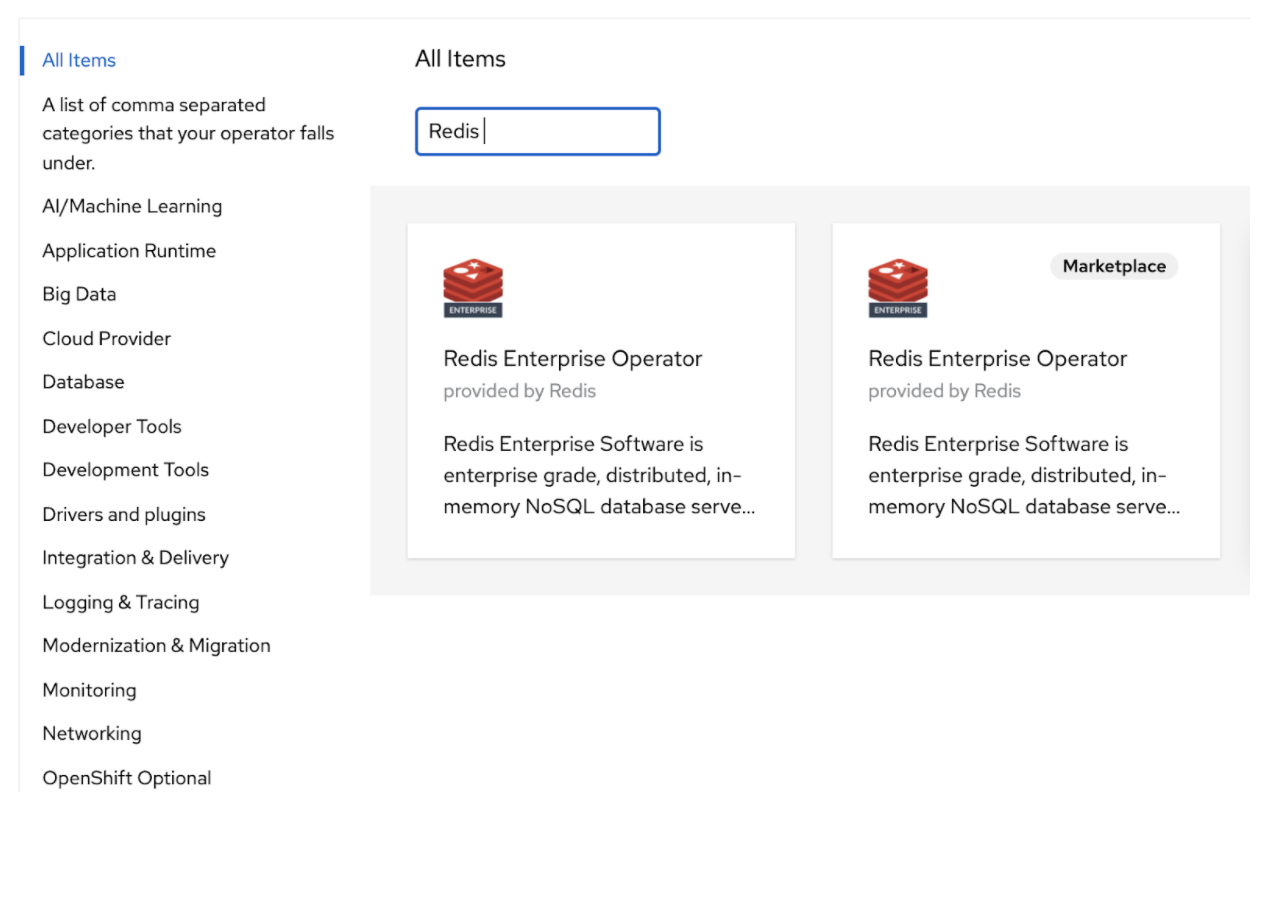 All Items
A list of comma separated
categories that your operator falls
under.
AI/Machine Learning
Application Runtime
Big Data
Cloud Provider
Database
Developer Tools
Development Tools
Drivers and plugins
Integration & Delivery
Logging & Tracing
Modernization & Migration
Monitoring
Networking
OpenShift Optional
All Items
Redis
ENTERPRISE
Redis Enterprise Operator
provided by Redis
Redis Enterprise Software is
enterprise grade, distributed, in-
memory NoSQL database serve...
Marketplace
ENTERPRISE
Redis Enterprise Operator
provided by Redis
Redis Enterprise Software is
enterprise grade, distributed, in-
memory NoSQL database serve...